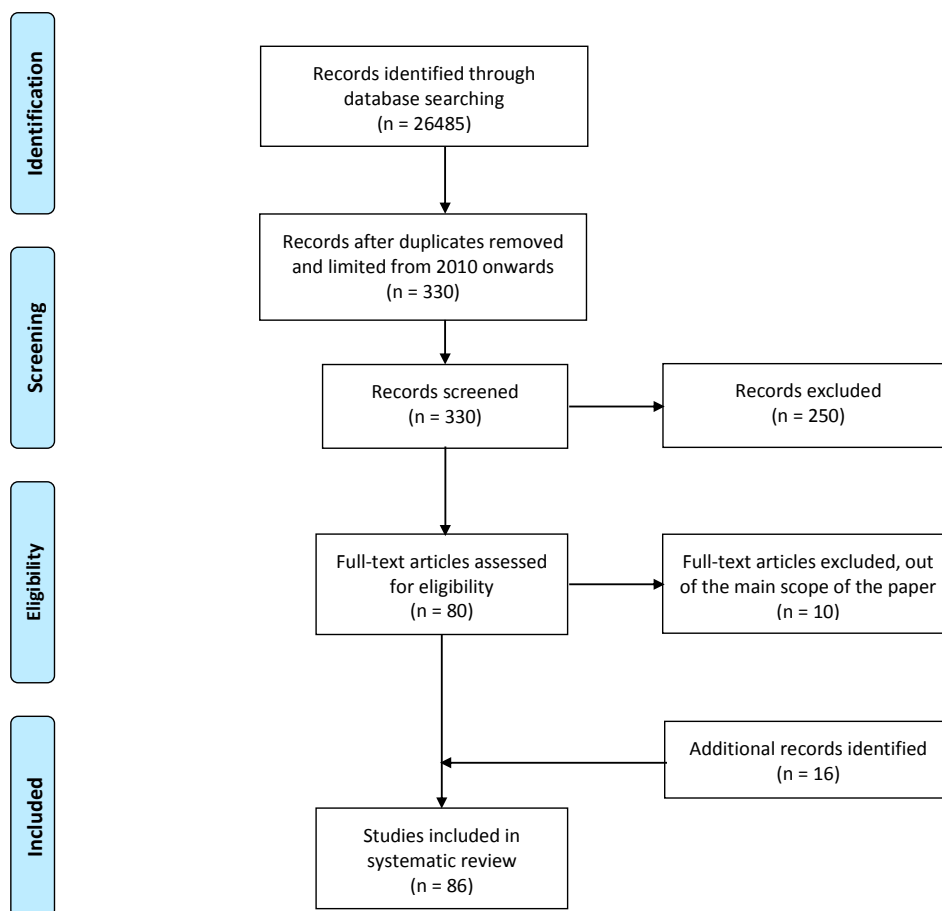 Identification
Records identified through
database searching
(n = 26485)
Records after duplicates removed
and limited from 2010 onwards
(n = 330)
Screening
Records screened
(n = 330)
Records excluded
(n = 250)
Eligibility
Full-text articles assessed
for eligibility
(n = 80)
Full-text articles excluded, out
of the main scope of the paper
(n = 10)
Additional records identified
(n = 16)
Included
Studies included in
systematic review
(n = 86)